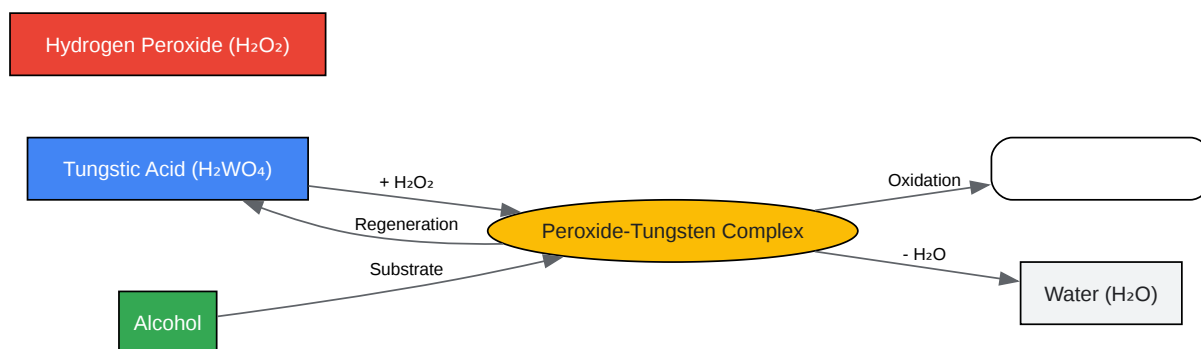 Hydrogen Peroxide (H₂O₂)
Tungstic Acid (H₂WO₄)
+ H₂O₂
Oxidation
Regeneration
Peroxide-Tungsten Complex
- H₂O
Substrate
Water (H₂O)
Alcohol